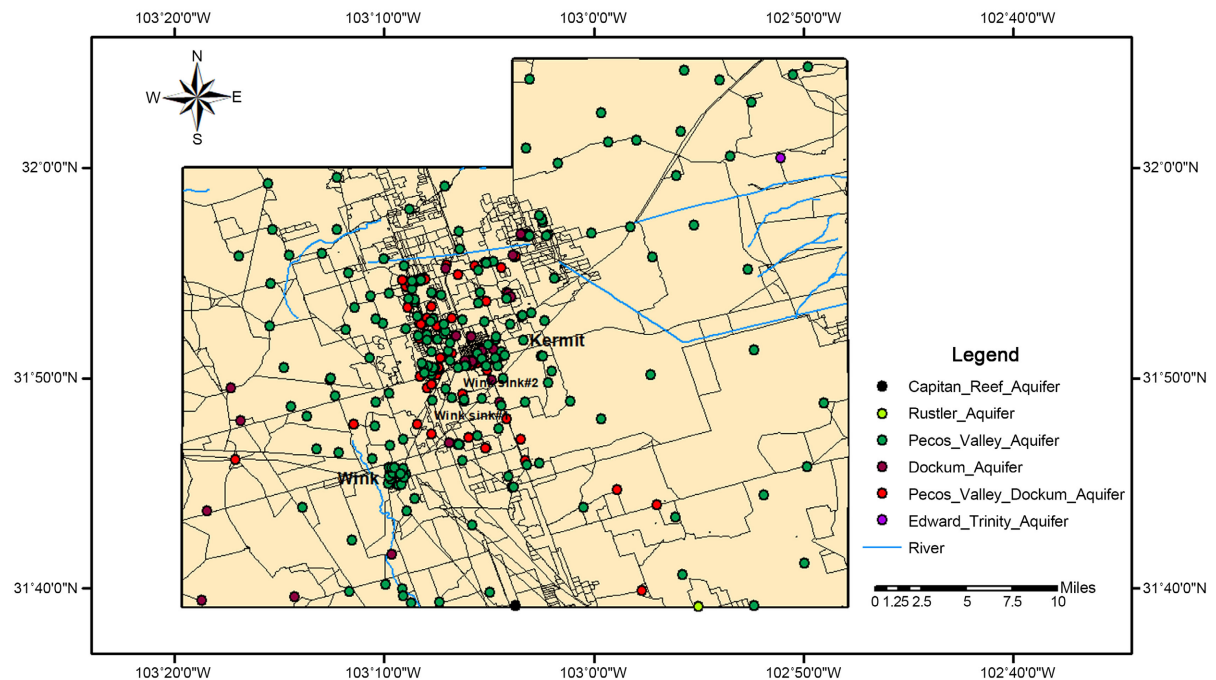 103°20'0"W 103°10'0"W 103°0'0"W 102°50'0"W 102°40'0"W
N
W E
S
32°0'0"N 32°0'0"N
Kermit
Legend
31°50'0"N Wink sink#2 31°50'0"N
Capitan_Reef_Aquifer
Rustler_Aquifer
Wink sink#
Pecos_Valley_Aquifer
Dockum_Aquifer
Wink
Pecos_Valley_Dockum_Aquifer
Edward_Trinity_Aquifer
River
31°40'0"N 31°40'0"N
Miles
0 1.25 2.5 5 7.5 10
103°20'0"W 103°10'0"W 103°0'0"W 102°50'0"W 102°40'0"W